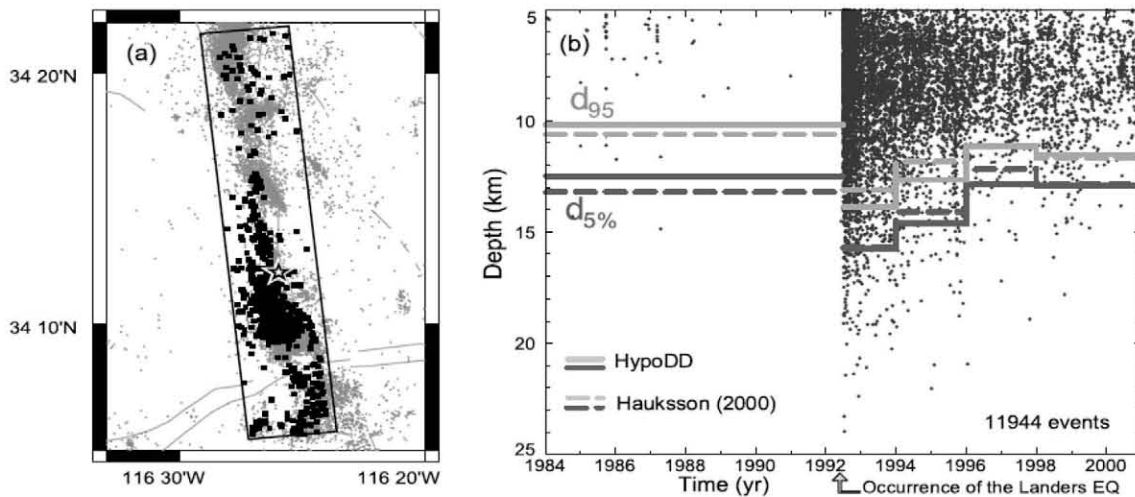 (a)
34 20'N
34 10'N
116 30'W
116 20'W
(b)
5
10
15
20
25
Depth (km)
d95
d5%
HypoDD
Hauksson (2000)
11944 events
1984 1986 1988 1990 1992 1994 1996 1998 2000
Time (yr)
Occurrence of the Landers EQ